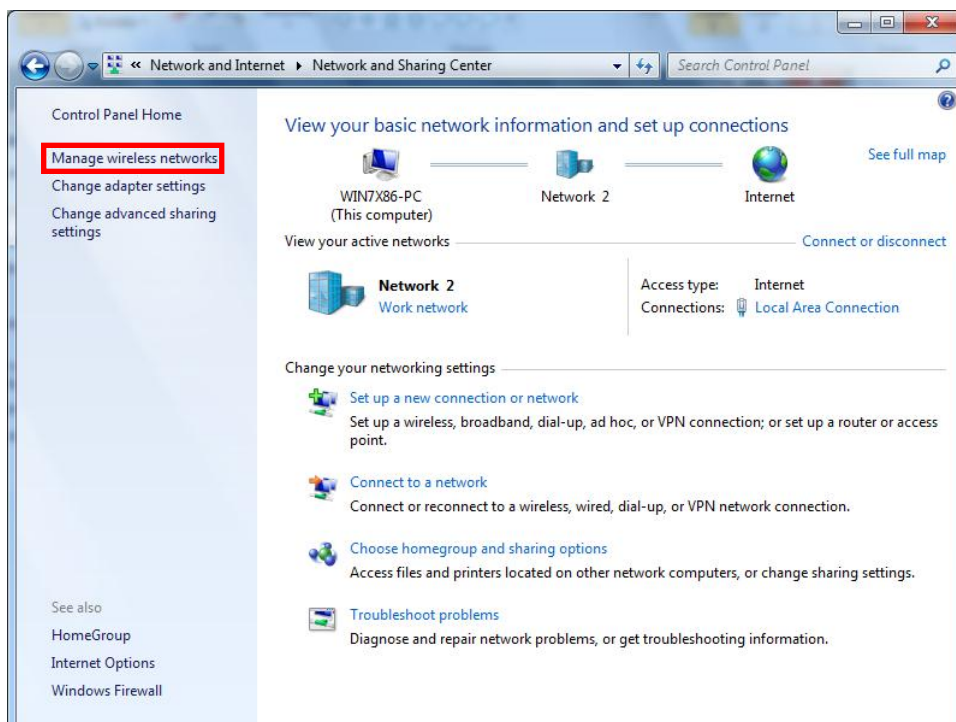 « Network and Internet ▸ Network and Sharing Center
Search Control Panel
Control Panel Home
Manage wireless networks
Change adapter settings
Change advanced sharing
settings
See also
HomeGroup
Internet Options
Windows Firewall
View your basic network information and set up connections
See full map
WIN7X86-PC
(This computer)
Network 2
Internet
View your active networks
Connect or disconnect
Network 2
Work network
Access type: Internet
Connections: Local Area Connection
Change your networking settings
Set up a new connection or network
Set up a wireless, broadband, dial-up, ad hoc, or VPN connection; or set up a router or access
point.
Connect to a network
Connect or reconnect to a wireless, wired, dial-up, or VPN network connection.
Choose homegroup and sharing options
Access files and printers located on other network computers, or change sharing settings.
Troubleshoot problems
Diagnose and repair network problems, or get troubleshooting information.